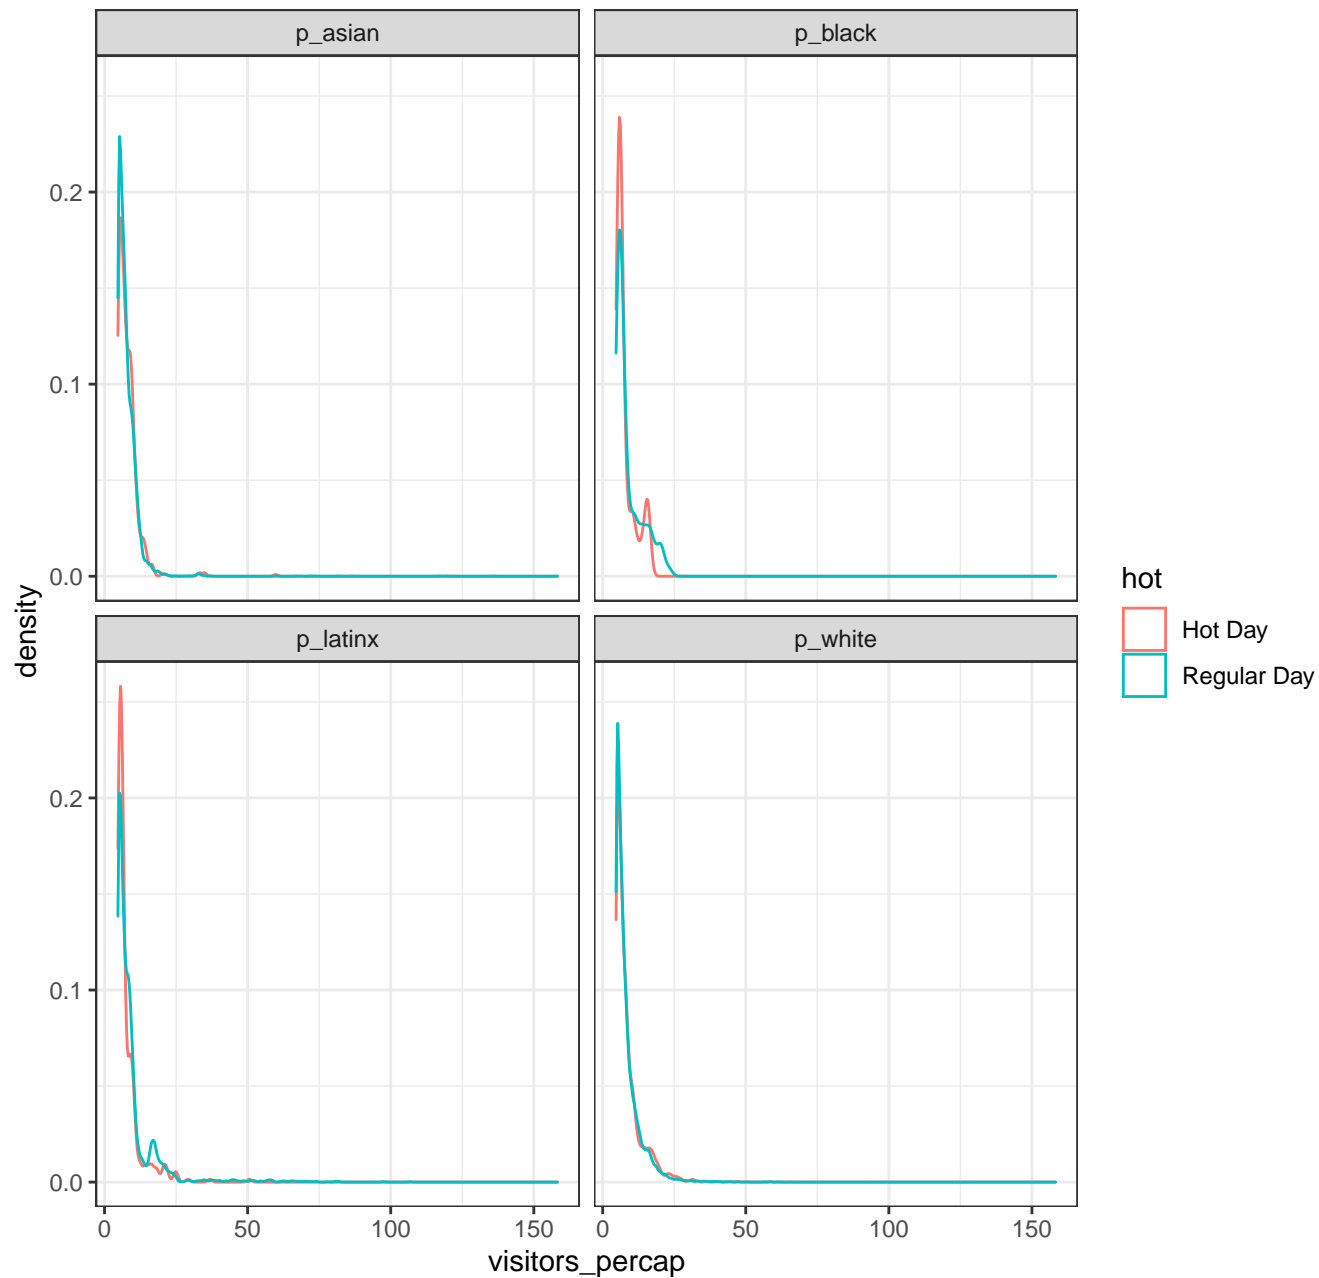 p_asian
p_black
0.2
0.1
0.0
density
p_latinx
p_white
0.2
0.1
0.0
0 50 100 150
0 50 100 150
visitors_percap
hot
Hot Day
Regular Day